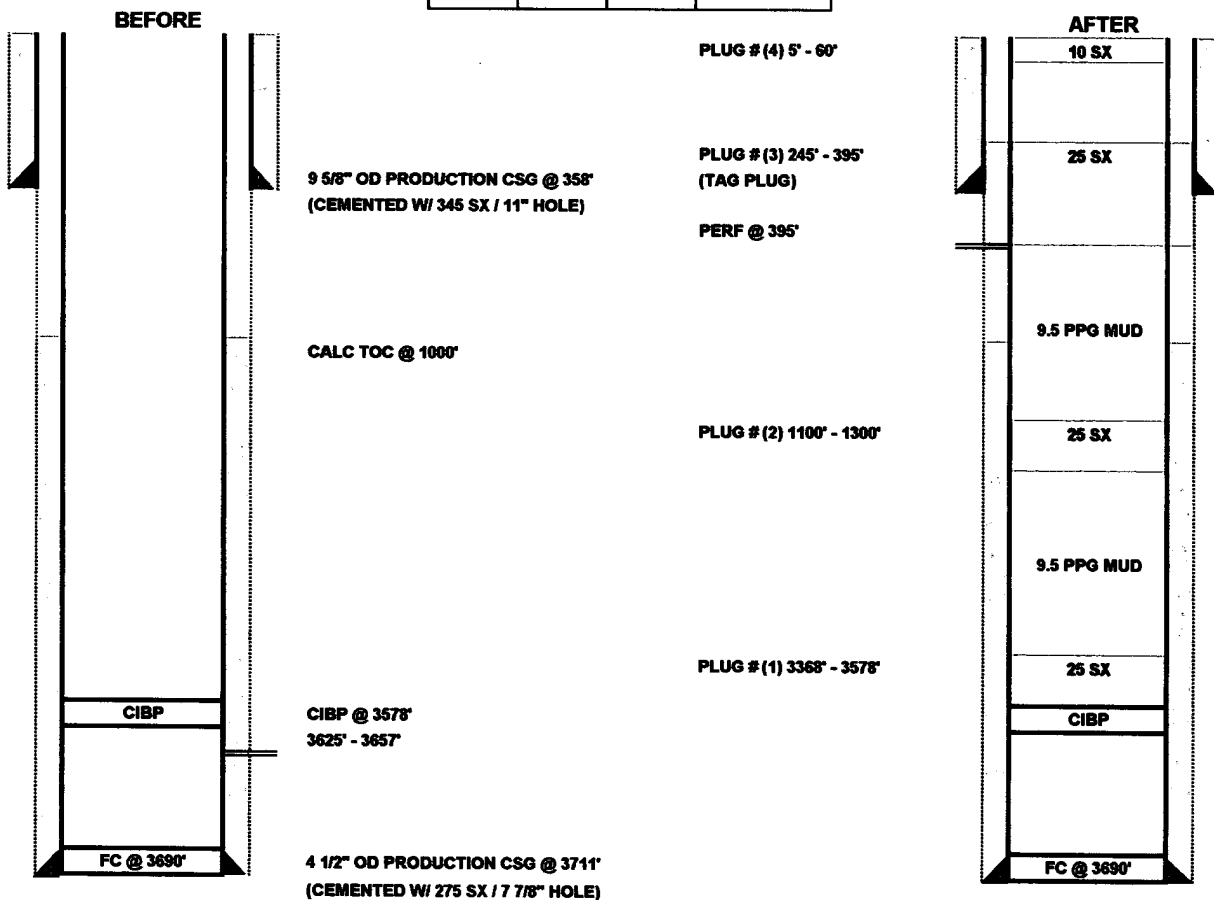 BEFORE
9 5/8" OD PRODUCTION CSG @ 358'
(CEMENTED W/ 345 SX / 11" HOLE)
CALC TOC @ 1000'
CIBP
CIBP @ 3578'
3625' - 3657'
FC @ 3690'
4 1/2" OD PRODUCTION CSG @ 3711'
(CEMENTED W/ 275 SX / 7 7/8" HOLE)
AFTER
PLUG # (4) 5' - 60'
10 SX
PLUG # (3) 245' - 395'
(TAG PLUG)
25 SX
PERF @ 395'
9.5 PPG MUD
PLUG # (2) 1100' - 1300'
25 SX
9.5 PPG MUD
PLUG # (1) 3368' - 3578'
25 SX
CIBP
FC @ 3690'